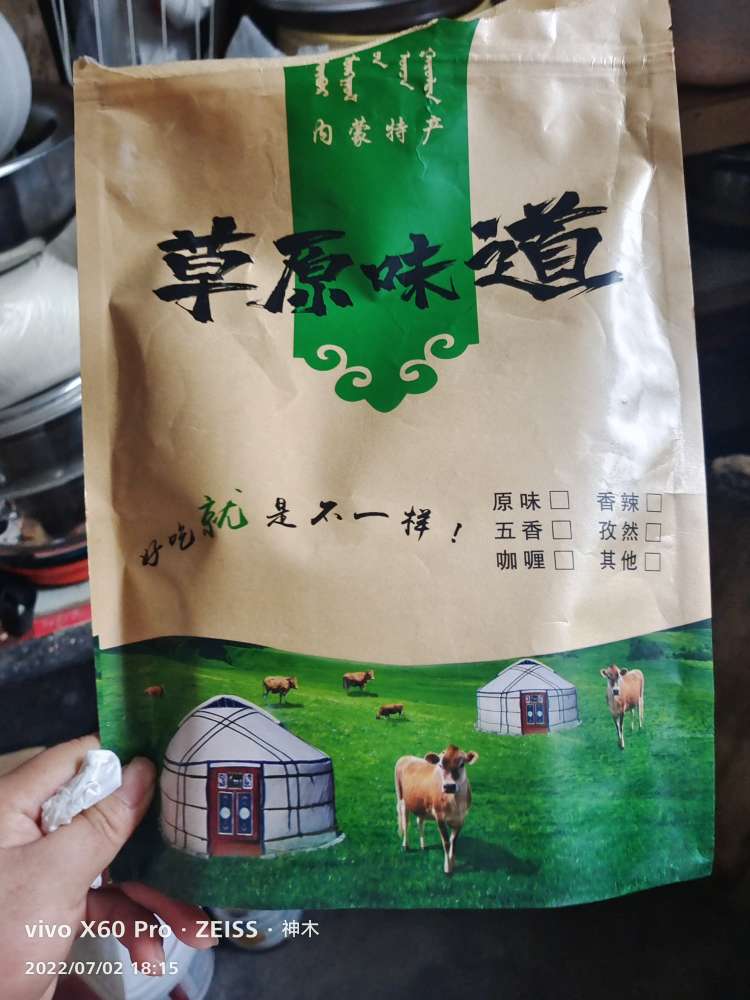 内蒙特产
草原味道
好吃就是不一样!
原味□ 香辣□
五香□ 孜然□
咖喱□ 其他□
vivo X60 Pro · ZEISS · 神木
2022/07/02 18:15